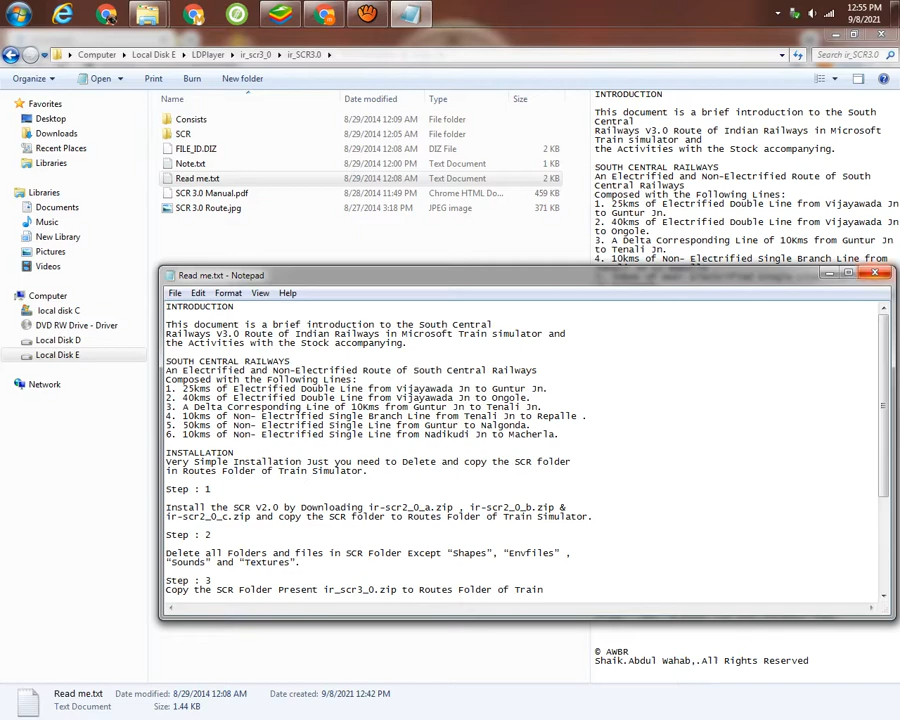 12:55 PM
9/8/2021
Computer
Local Disk E
LDPlayer
ir_scr3_0
ir_SCR3.0
Search ir_SCR3.0
Organize
Open
Print
Burn
New folder
Name
Date modified
Type
Size
Favorites
Desktop
Downloads
Recent Places
Libraries
Libraries
Documents
Music
New Library
Pictures
Videos
Computer
local disk C
DVD RW Drive - Driver
Local Disk D
Local Disk E
Network
Consists 8/29/2014 12:09 AM File folder
SCR 8/29/2014 12:05 AM File folder
FILE_ID.DIZ 8/29/2014 12:08 AM DIZ File 2 KB
Note.txt 8/29/2014 12:00 PM Text Document 1 KB
Read me.txt 8/29/2014 12:08 AM Text Document 2 KB
SCR 3.0 Manual.pdf 8/28/2014 11:49 PM Chrome HTML Do... 459 KB
SCR 3.0 Route.jpg 8/27/2014 3:18 PM JPEG image 371 KB
INTRODUCTION
This document is a brief introduction to the South
Central
Railways v3.0 Route of Indian Railways in Microsoft
Train simulator and
the Activities with the Stock accompanying.
SOUTH CENTRAL RAILWAYS
An Electrified and Non-Electrified Route of South
Central Railways
Composed with the Following Lines:
1. 25kms of Electrified Double Line from Vijayawada Jn
to Guntur Jn.
2. 40kms of Electrified Double Line from Vijayawada Jn
to Ongole.
3. A Delta Corresponding Line of 10Kms from Guntur Jn
to Tenali Jn.
4. 10kms of Non- Electrified Single Branch Line from
Read me.txt - Notepad
File Edit Format View Help
INTRODUCTION
This document is a brief introduction to the South Central
Railways v3.0 Route of Indian Railways in Microsoft Train simulator and
the Activities with the Stock accompanying.
SOUTH CENTRAL RAILWAYS
An Electrified and Non-Electrified Route of South Central Railways
Composed with the Following Lines:
1. 25kms of Electrified Double Line from Vijayawada Jn to Guntur Jn.
2. 40kms of Electrified Double Line from Vijayawada Jn to Ongole.
3. A Delta Corresponding Line of 10Kms from Guntur Jn to Tenali Jn.
4. 10kms of Non- Electrified Single Branch Line from Tenali Jn to Repalle .
5. 50kms of Non- Electrified Single Line from Guntur to Nalgonda.
6. 10kms of Non- Electrified Single Line from Nadikudi Jn to Macherla.
INSTALLATION
Very Simple Installation Just you need to Delete and copy the SCR folder
in Routes Folder of Train Simulator.
Step : 1
Install the SCR v2.0 by Downloading ir-scr2_0_a.zip , ir-scr2_0_b.zip &
ir-scr2_0_c.zip and copy the SCR folder to Routes Folder of Train Simulator.
Step : 2
Delete all Folders and files in SCR Folder Except “Shapes”, “Envfiles” ,
“Sounds” and “Textures”.
Step : 3
Copy the SCR Folder Present ir_scr3_0.zip to Routes Folder of Train
© AWBR
Shaik.Abdul Wahab,.All Rights Reserved
Read me.txt Date modified: 8/29/2014 12:08 AM Date created: 9/8/2021 12:42 PM
Text Document Size: 1.44 KB